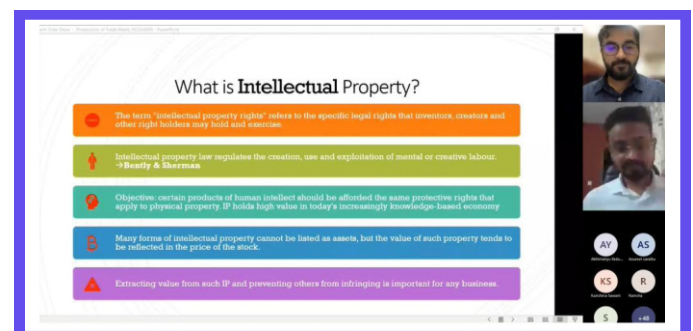 What is Intellectual Property?
The term "intellectual property rights" refers to the specific legal rights that inventors, creators and
other right holders may hold and exercise.
Intellectual property law regulates the creation, use and exploitation of mental or creative labour.
→Bently & Sherman
Objective: certain products of human intellect should be afforded the same protective rights that
apply to physical property. IP holds high value in today's increasingly knowledge-based economy
Many forms of intellectual property cannot be listed as assets, but the value of such property tends to
be reflected in the price of the stock.
Extracting value from such IP and preventing others from infringing is important for any business.
AY
AS
KS
R
Namrata
S
+48